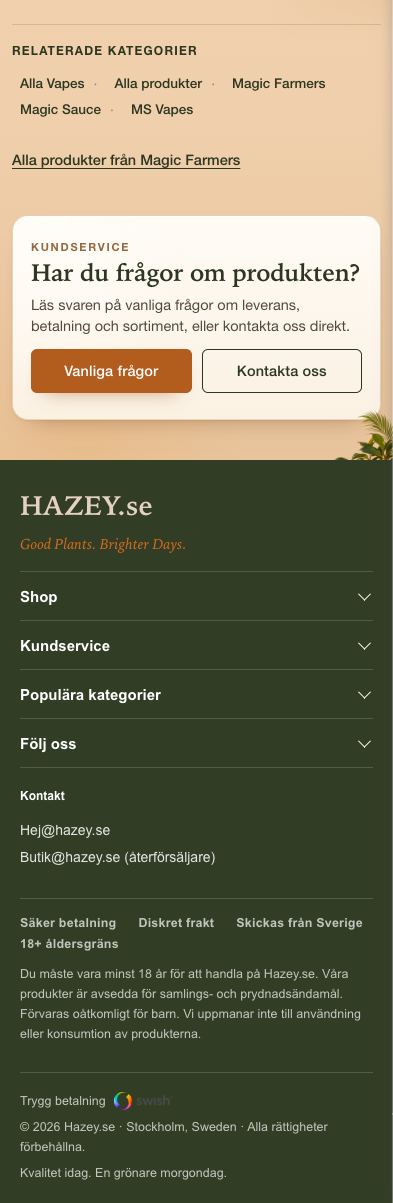 RELATERADE KATEGORIER
Alla Vapes · Alla produkter · Magic Farmers
Magic Sauce · MS Vapes
Alla produkter från Magic Farmers
KUNDSERVICE
Har du frågor om produkten?
Läs svaren på vanliga frågor om leverans,
betalning och sortiment, eller kontakta oss direkt.
Vanliga frågor
Kontakta oss
HAZEY.se
Good Plants. Brighter Days.
Shop
Kundservice
Populära kategorier
Följ oss
Kontakt
Hej@hazey.se
Butik@hazey.se (återförsäljare)
Säker betalning Diskret frakt Skickas från Sverige
18+ åldersgräns
Du måste vara minst 18 år för att handla på Hazey.se. Våra
produkter är avsedda för samlings- och prydnadsändamål.
Förvaras oåtkomligt för barn. Vi uppmanar inte till användning
eller konsumtion av produkterna.
Trygg betalning swish
© 2026 Hazey.se · Stockholm, Sweden · Alla rättigheter
förbehållna.
Kvalitet idag. En grönare morgondag.